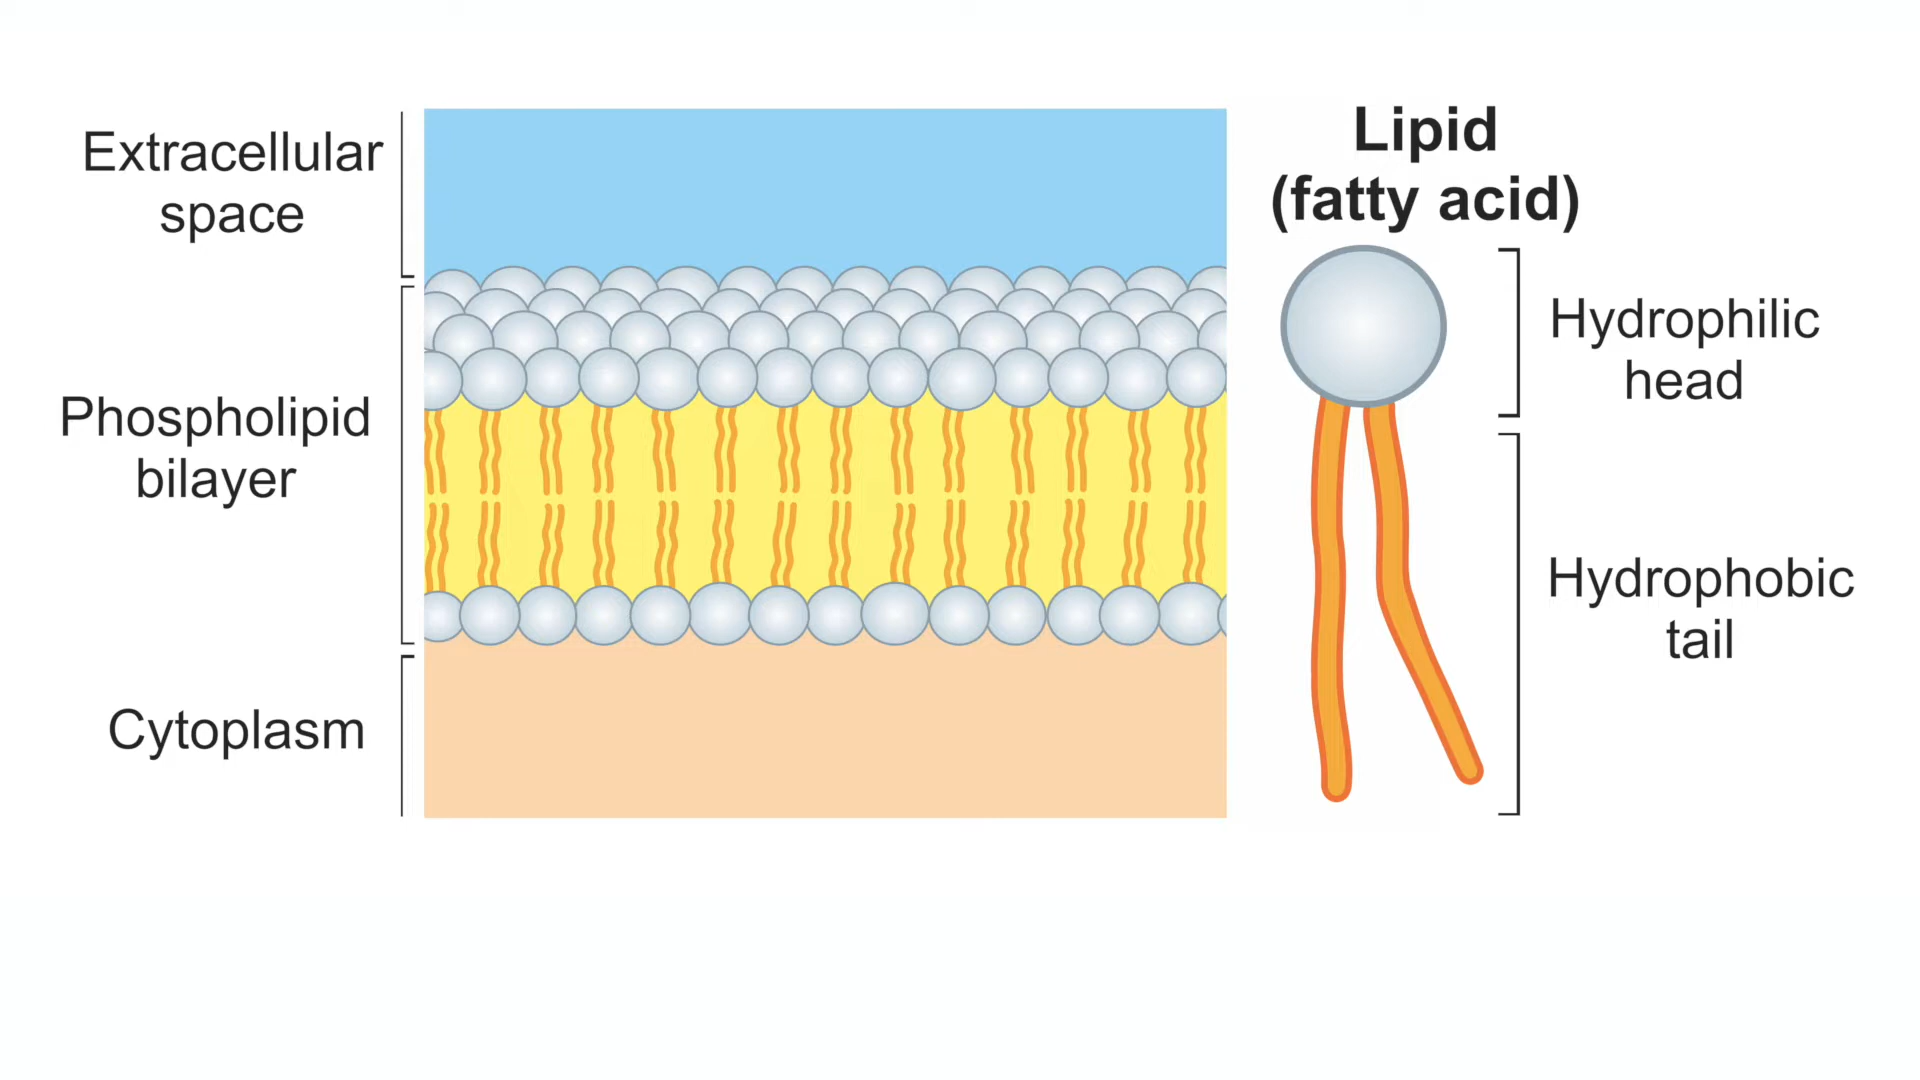 Extracellular
space
Phospholipid
bilayer
Cytoplasm
Lipid
(fatty acid)
Hydrophilic
head
Hydrophobic
tail